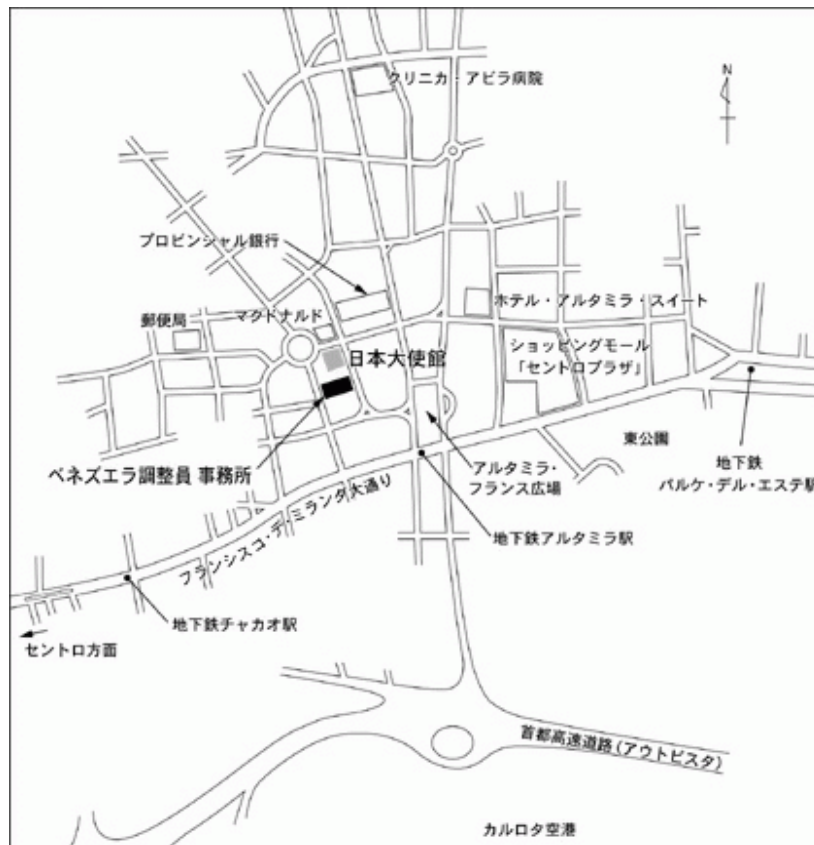 クリニカ・アビラ病院
N
プロビンシャル銀行
ホテル・アルタミラ・スイート
郵便局
マクドナルド
ショッピングモール
「セントロプラザ」
日本大使館
東公園
地下鉄
パルケ・デル・エステ駅
アルタミラ・
フランス広場
ベネズエラ調整員 事務所
フランシスコ・デ・ミランダ大通り
地下鉄アルタミラ駅
地下鉄チャカオ駅
セントロ方面
首都高速道路(アウトピスタ)
カルロタ空港